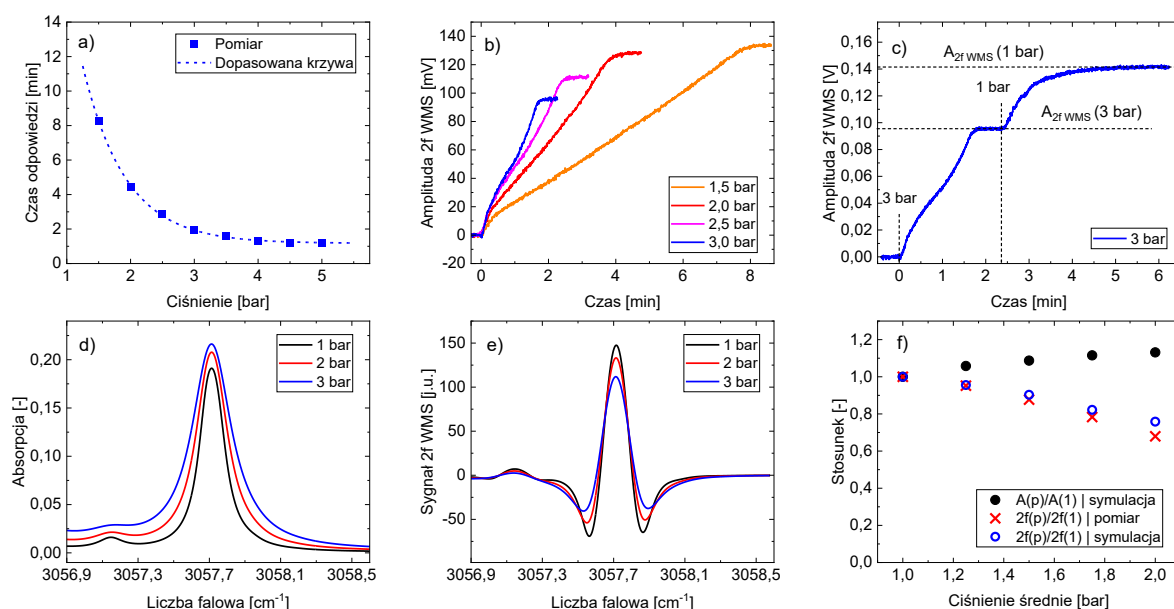 a)
Czas odpowiedzi [min]
14
12
10
8
6
4
2
0
Pomiar
Dopasowana krzywa
1 2 3 4 5
Ciśnienie [bar]
b)
Amplituda 2f WMS [mV]
140
120
100
80
60
40
20
0
-20
1,5 bar
2,0 bar
2,5 bar
3,0 bar
0 2 4 6 8
Czas [min]
c)
Amplituda 2f WMS [V]
0,16
0,14
0,12
0,10
0,08
0,06
0,04
0,02
0,00
A2f WMS (1 bar)
1 bar
A2f WMS (3 bar)
3 bar
3 bar
0 1 2 3 4 5 6
Czas [min]
d)
Absorpcja [-]
0,20
0,15
0,10
0,05
0,00
1 bar
2 bar
3 bar
3056,9 3057,3 3057,7 3058,1 3058,5
Liczba falowa [cm-1]
e)
Sygnał 2f WMS [j.u.]
150
100
50
0
-50
1 bar
2 bar
3 bar
3056,9 3057,3 3057,7 3058,1 3058,5
Liczba falowa [cm-1]
f)
Stosunek [-]
1,2
1,0
0,8
0,6
0,4
0,2
0,0
A(p)/A(1) | symulacja
2f(p)/2f(1) | pomiar
2f(p)/2f(1) | symulacja
1,0 1,2 1,4 1,6 1,8 2,0
Ciśnienie średnie [bar]